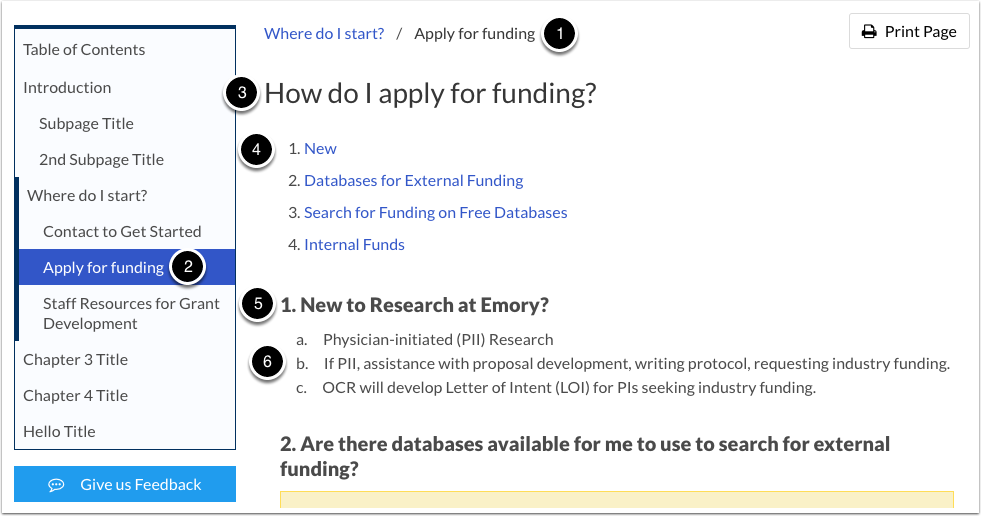 Table of Contents
Introduction
Subpage Title
2nd Subpage Title
Where do I start?
Contact to Get Started
Apply for funding 2
Staff Resources for Grant
Development
Chapter 3 Title
Chapter 4 Title
Hello Title
Give us Feedback
Where do I start? / Apply for funding 1
Print Page
3 How do I apply for funding?
4 1. New
2. Databases for External Funding
3. Search for Funding on Free Databases
4. Internal Funds
5 1. New to Research at Emory?
a. Physician-initiated (PII) Research
6 b. If PII, assistance with proposal development, writing protocol, requesting industry funding.
c. OCR will develop Letter of Intent (LOI) for PIs seeking industry funding.
2. Are there databases available for me to use to search for external
funding?